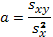 a = s_xy / s_x^2